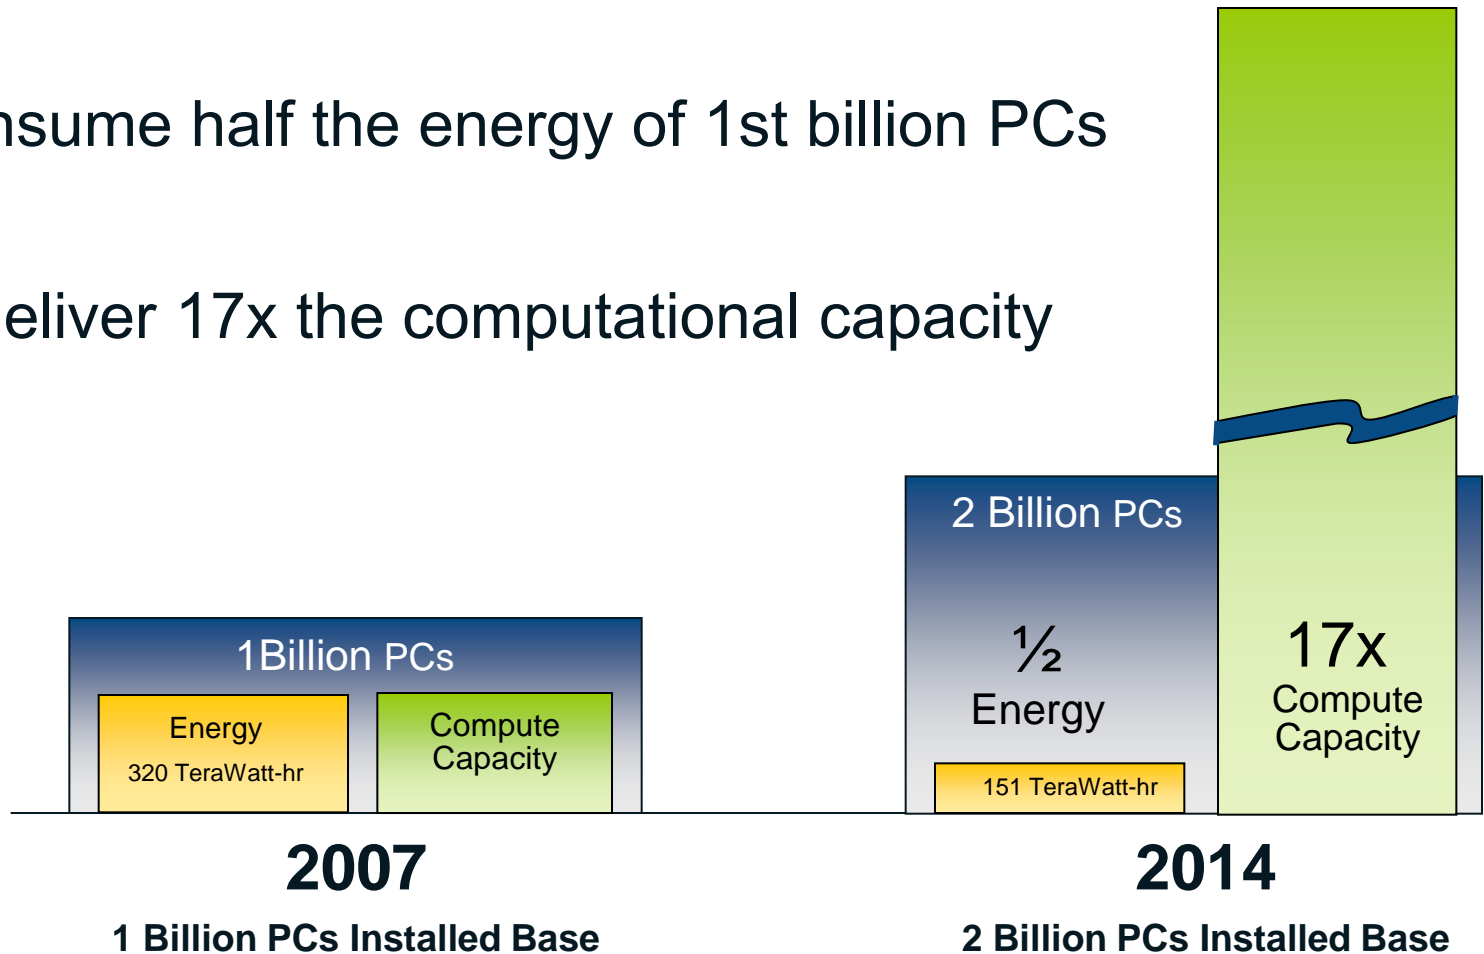 nsume half the energy of 1st billion PCs
eliver 17x the computational capacity
2 Billion PCs
½
Energy
151 TeraWatt-hr
17x
Compute
Capacity
1Billion PCs
Energy
320 TeraWatt-hr
Compute
Capacity
2007
2014
1 Billion PCs Installed Base
2 Billion PCs Installed Base